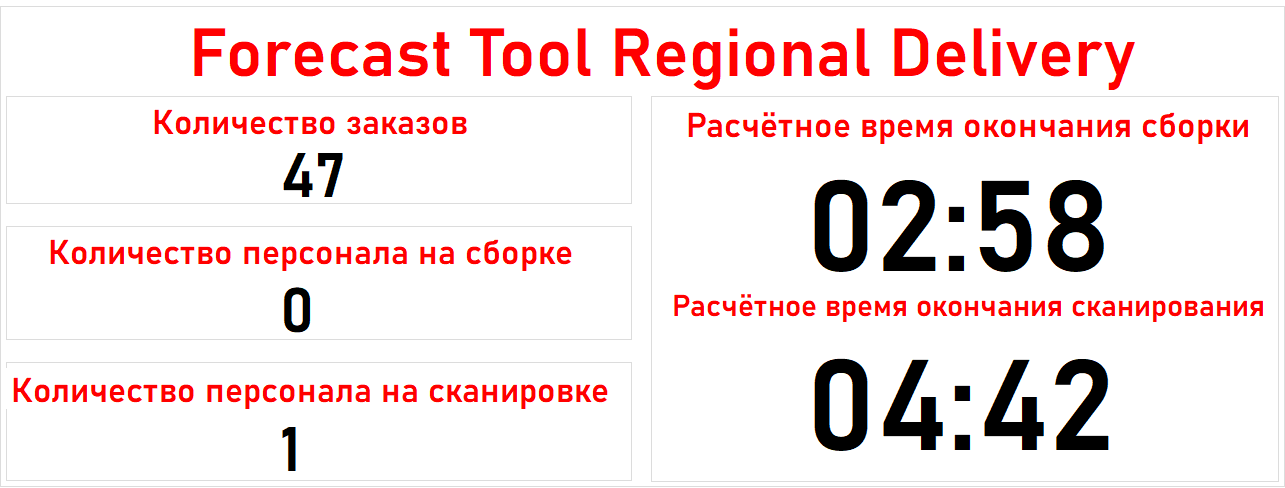 Forecast Tool Regional Delivery
Количество заказов
47
Количество персонала на сборке
0
Количество персонала на сканировке
1
Расчётное время окончания сборки
02:58
Расчётное время окончания сканирования
04:42